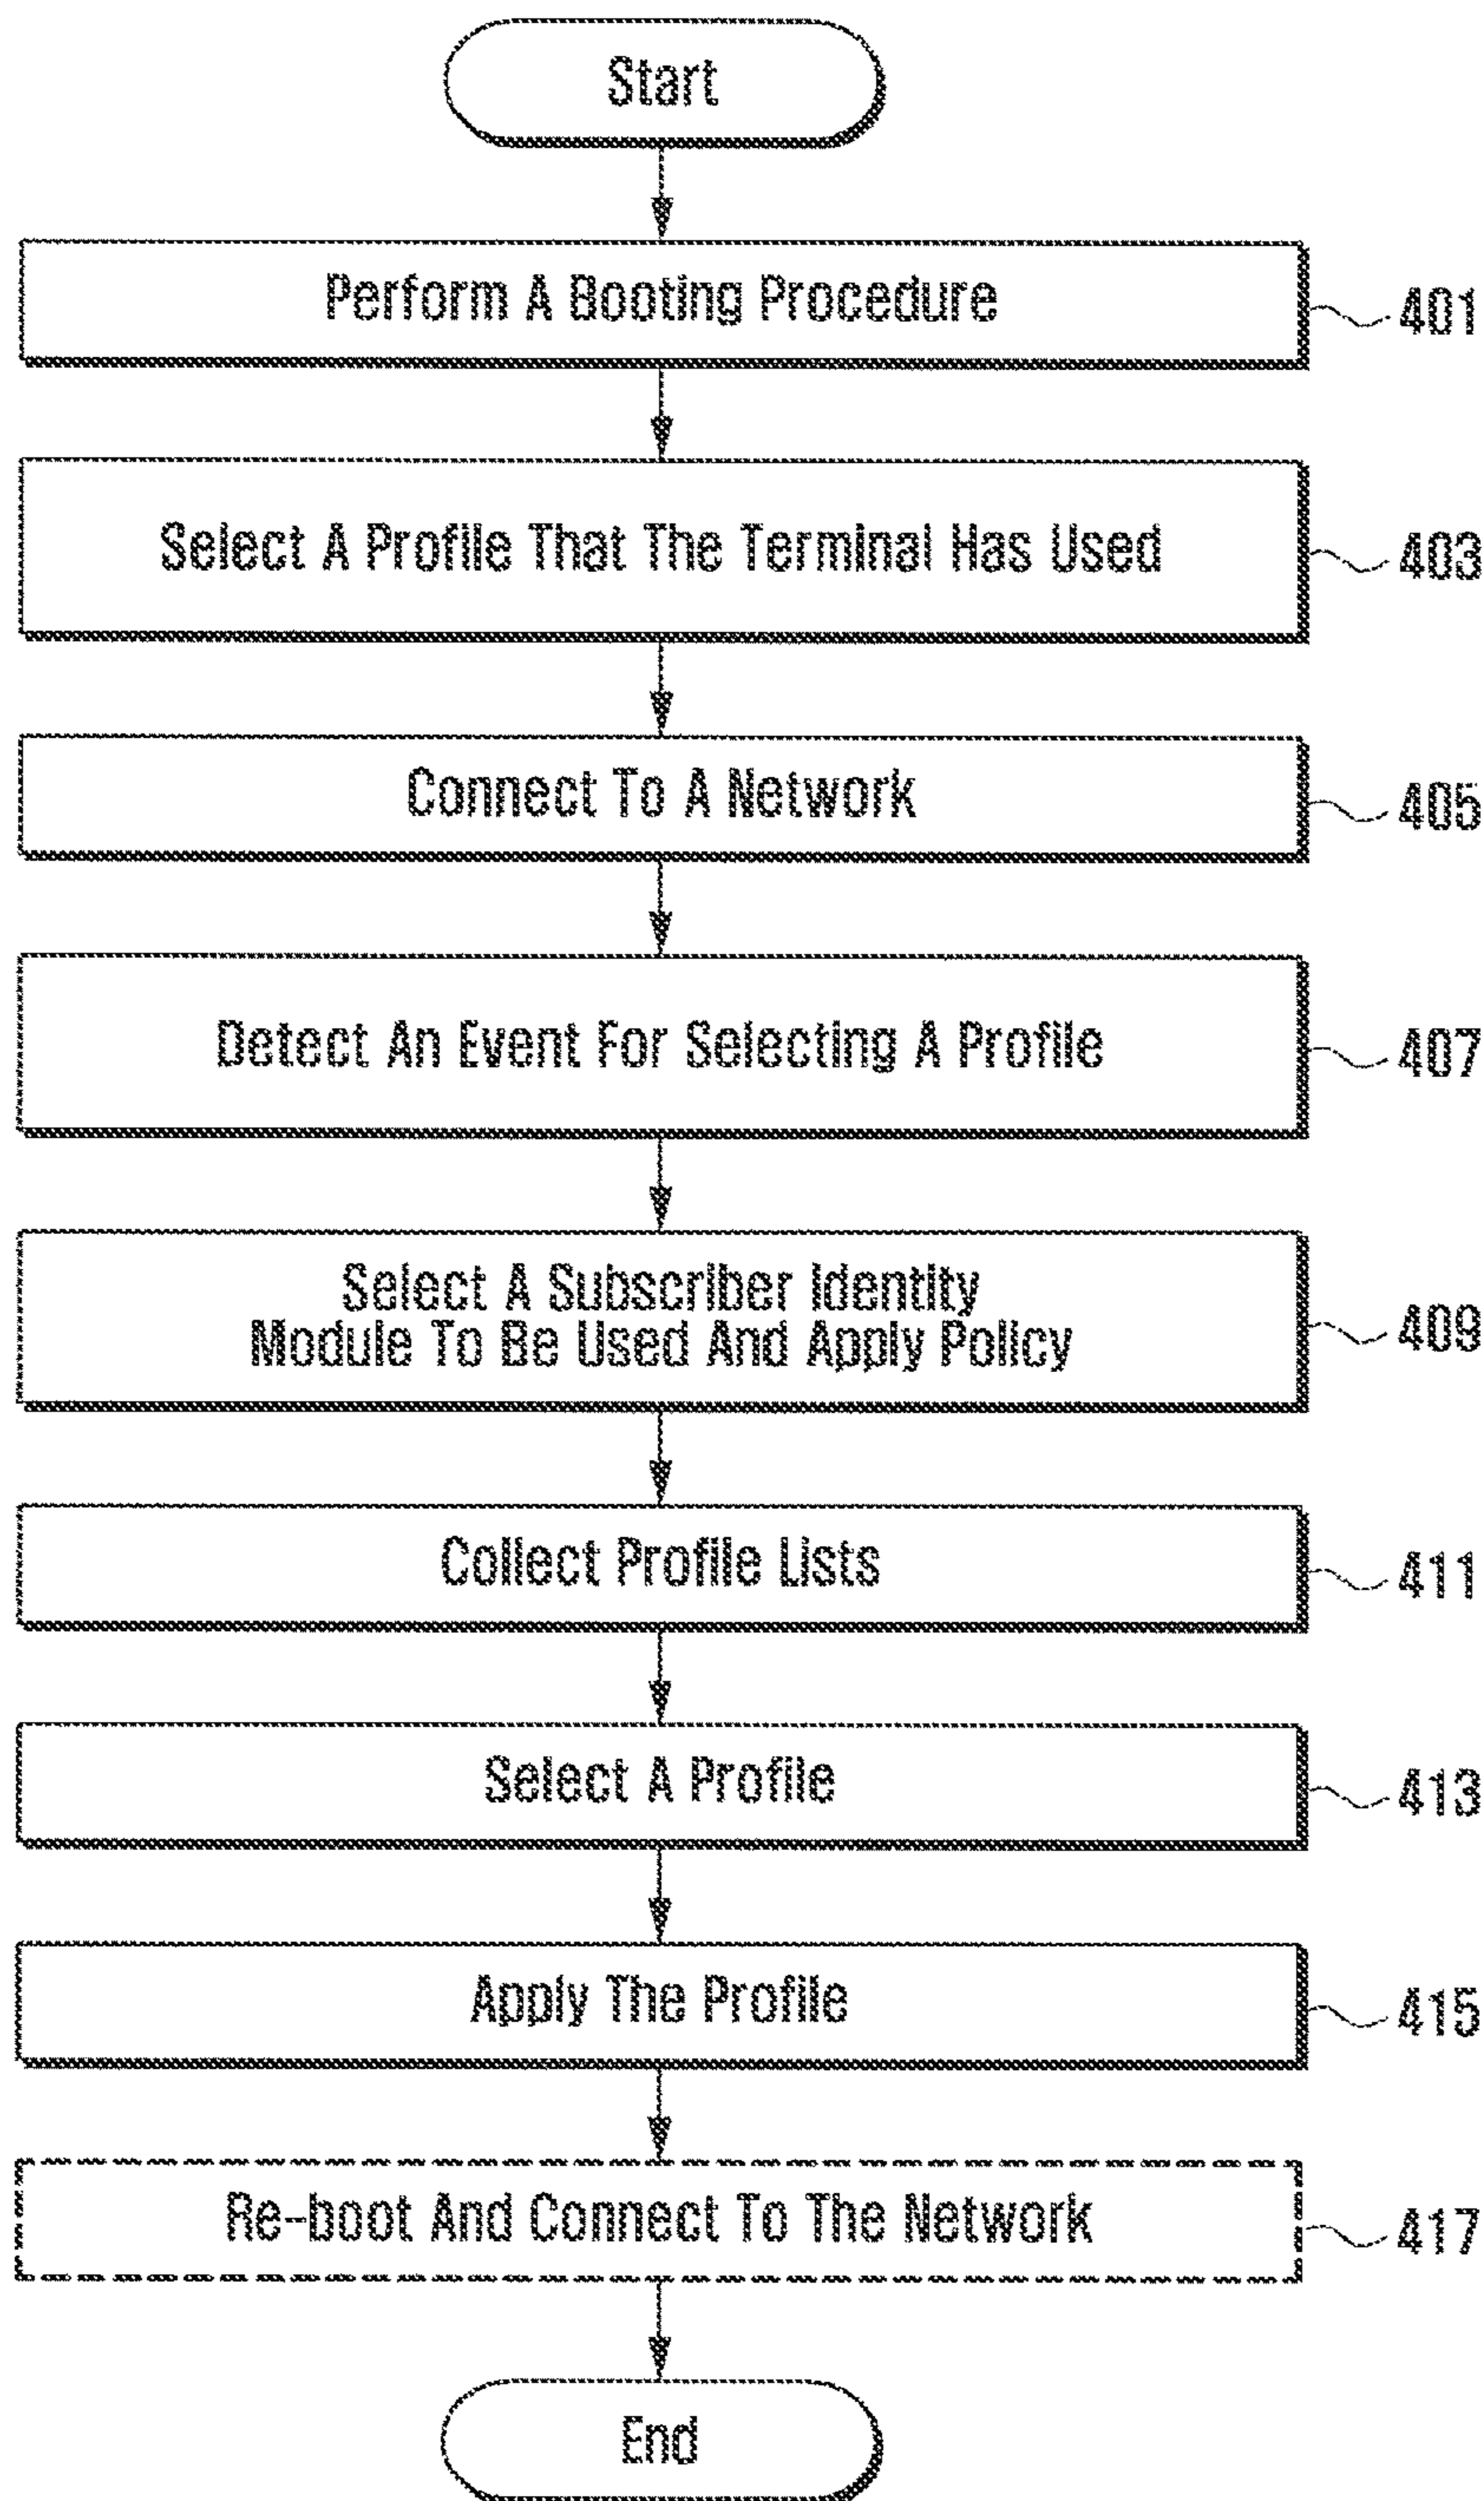 Start
Perform A Booting Procedure
401
Select A Profile That The Terminal Has Used
403
Connect To A Network
405
Detect An Event For Selecting A Profile
407
Select A Subscriber Identity
Module To Be Used And Apply Policy
409
Collect Profile Lists
411
Select A Profile
413
Apply The Profile
415
Re-boot And Connect To The Network
417
End